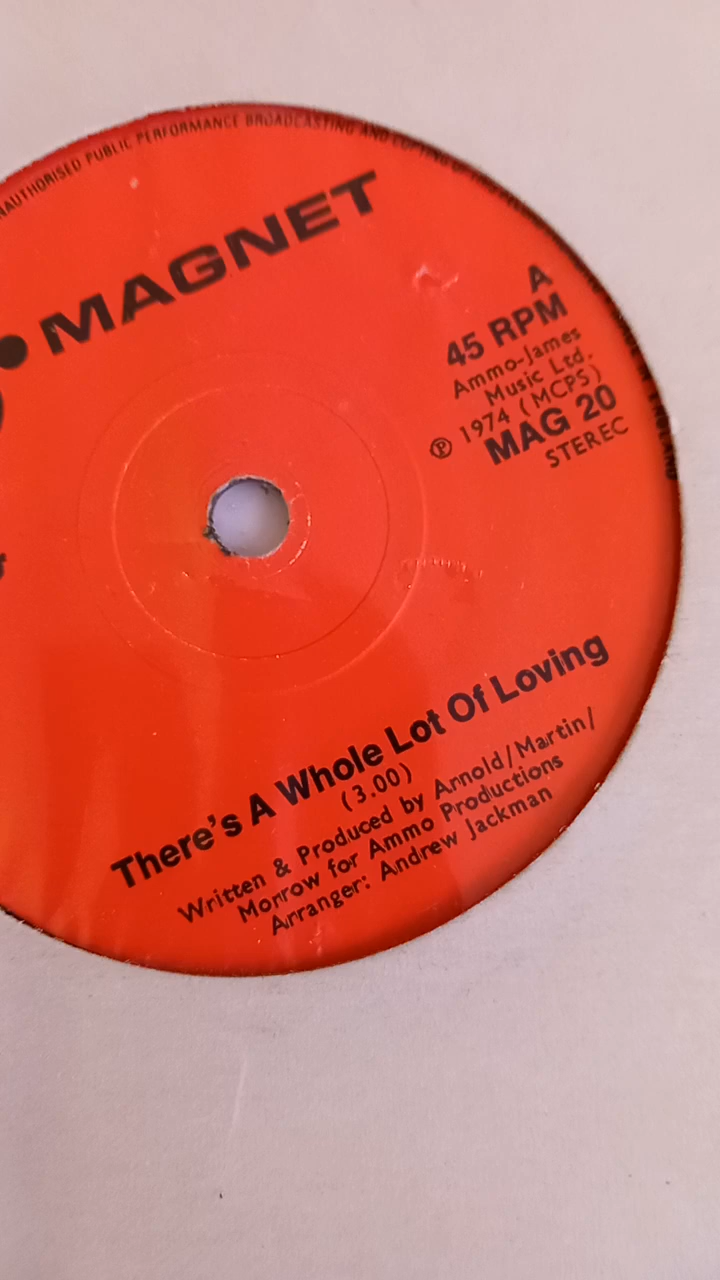 UNAUTHORISED PUBLIC PERFORMANCE BROADCASTING AND COPYING
MAGNET
A
45 RPM
Ammo-James
Music Ltd.
℗ 1974 (MCPS)
MAG 20
STEREO
ENGLAND
There's A Whole Lot Of Loving
(3.00)
Written & Produced by Arnold/Martin/
Morrow for Ammo Productions
Arranger: Andrew Jackman